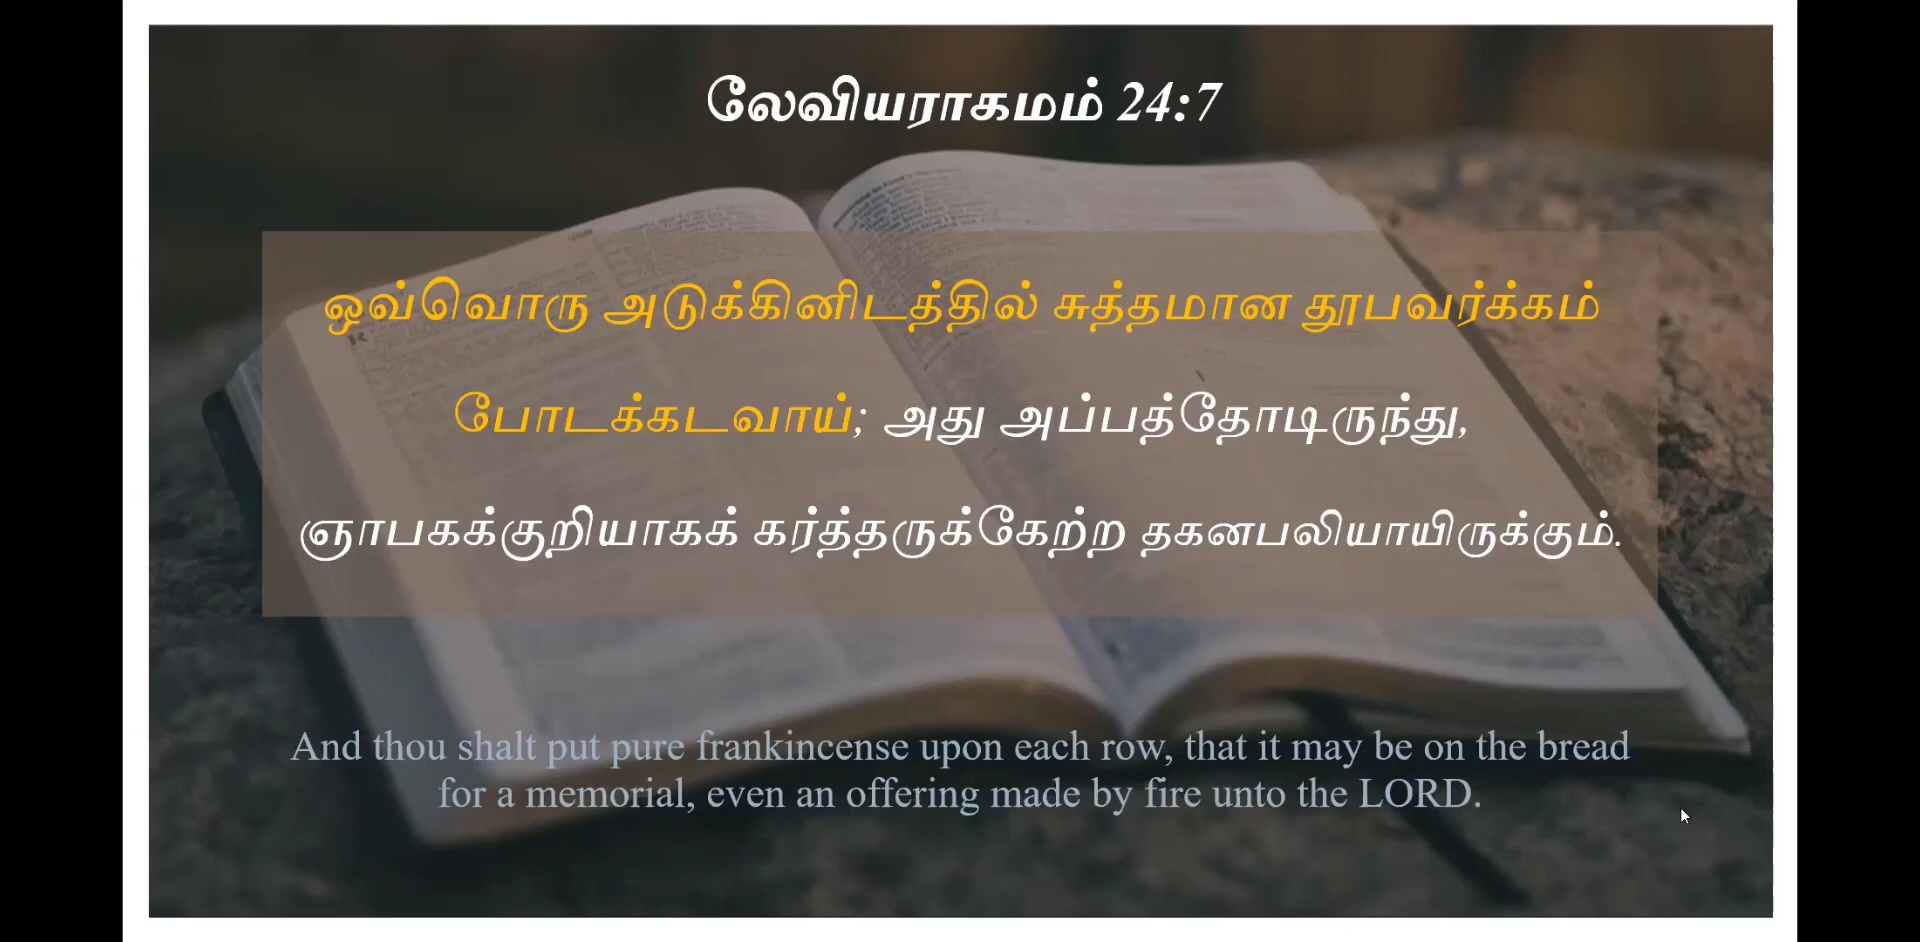 லேவியராகமம் 24:7
ஒவ்வொரு அடுக்கினிடத்தில் சுத்தமான தூபவர்க்கம்
போடக்கடவாய்; அது அப்பத்தோடிருந்து,
ஞாபகக்குறியாகக் கர்த்தருக்கேற்ற தகனபலியாயிருக்கும்.
And thou shalt put pure frankincense upon each row, that it may be on the bread
for a memorial, even an offering made by fire unto the LORD.